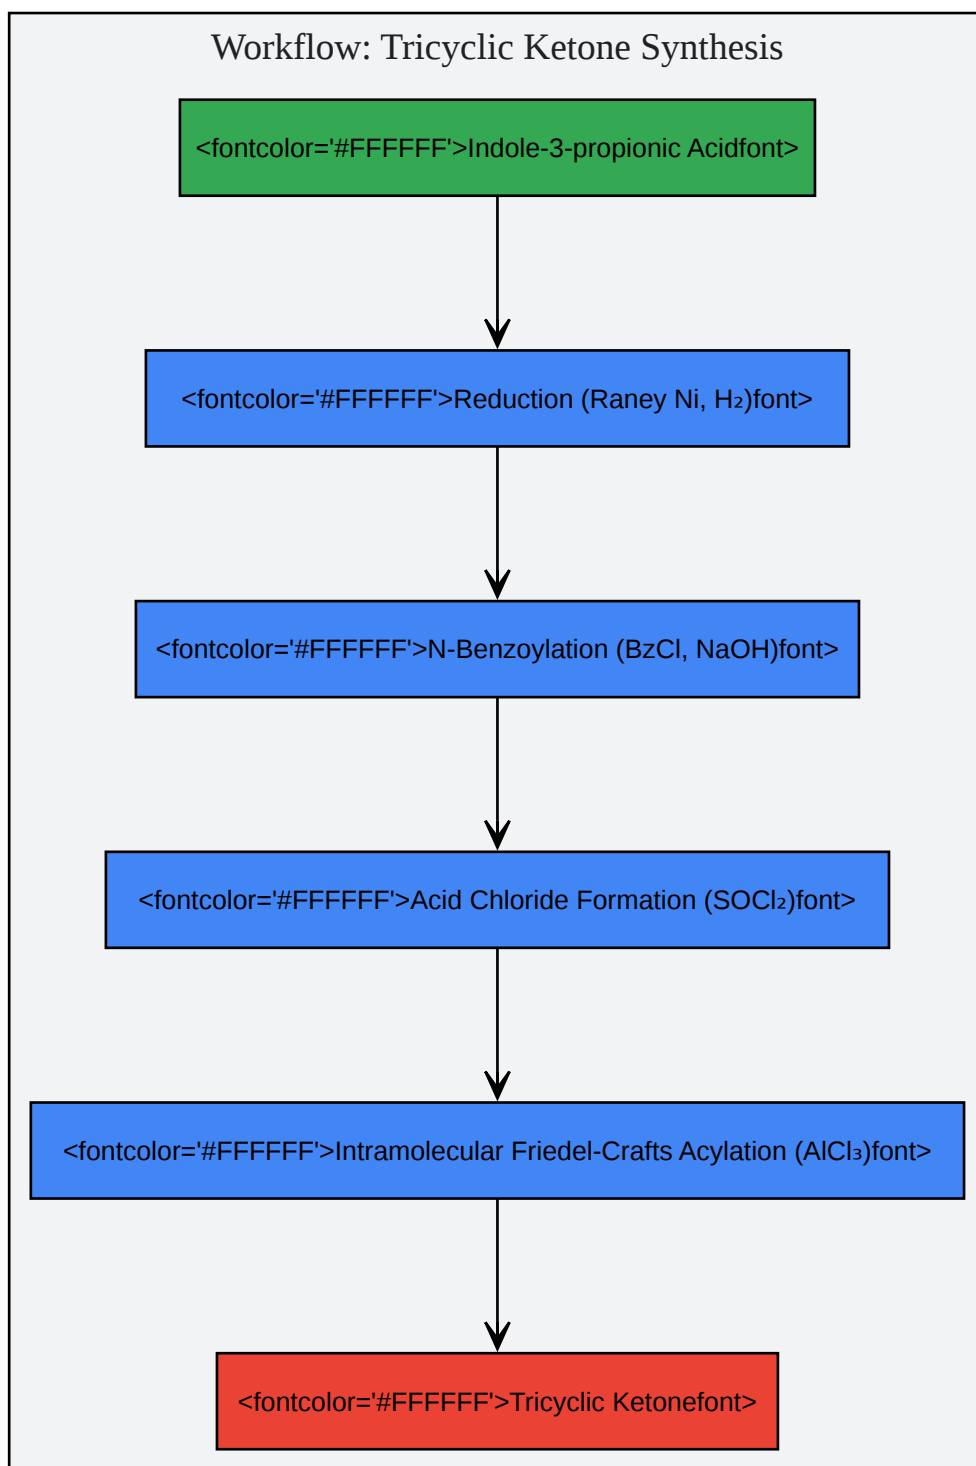 Workflow: Tricyclic Ketone Synthesis
<fontcolor='#FFFFFF'>Indole-3-propionic Acidfont>
<fontcolor='#FFFFFF'>Reduction (Raney Ni, H₂)font>
<fontcolor='#FFFFFF'>N-Benzoylation (BzCl, NaOH)font>
<fontcolor='#FFFFFF'>Acid Chloride Formation (SOCl₂)font>
<fontcolor='#FFFFFF'>Intramolecular Friedel-Crafts Acylation (AlCl₃)font>
<fontcolor='#FFFFFF'>Tricyclic Ketonefont>